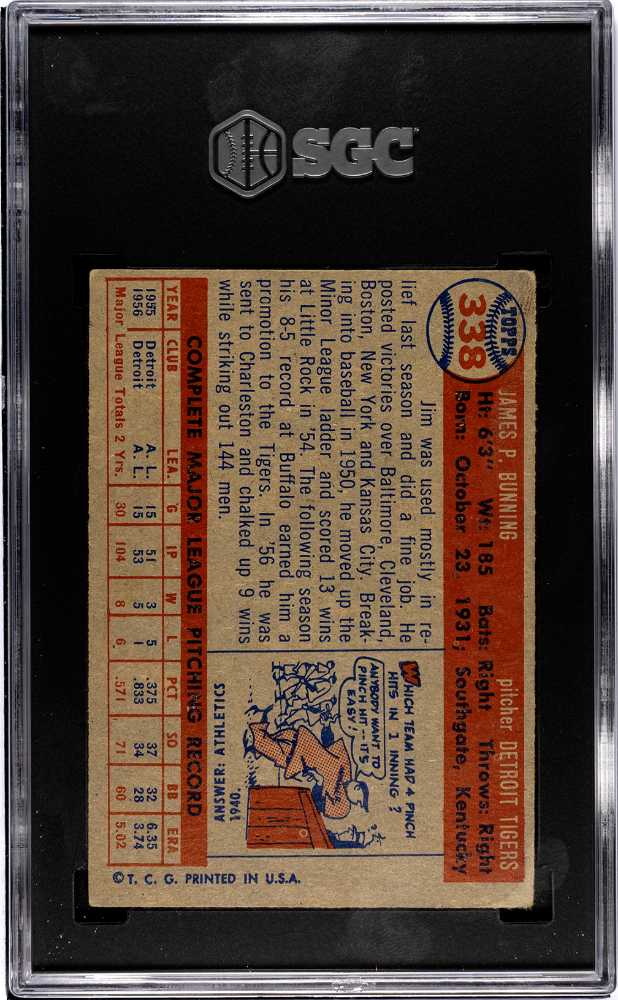 SGC
TOPPS
338
JAMES P. BUNNING pitcher DETROIT TIGERS
Ht: 6'3" Wt: 185 Bats: Right Throws: Right
Born: October 23, 1931; Southgate, Kentucky
Jim was used mostly in re-
lief last season and did a fine job. He
posted victories over Baltimore, Cleveland,
Boston, New York and Kansas City. Break-
ing into baseball in 1950, he moved up the
Minor League ladder and scored 13 wins
at Little Rock in '54. The following season
his 8-5 record at Buffalo earned him a
promotion to the Tigers. In '56 he was
sent to Charleston and chalked up 9 wins
while striking out 144 men.
WHICH TEAM HAD 4 PINCH
HITS IN 1 INNING?
ANYBODY WANT TO
PINCH HIT--IT'S
EASY!
ANSWER: ATHLETICS
1940
COMPLETE MAJOR LEAGUE PITCHING RECORD
YEAR CLUB LEA. G IP W L PCT SO BB ERA
1955 Detroit A. L. 15 51 3 5 .375 37 32 6.35
1956 Detroit A. L. 15 53 5 1 .833 34 28 3.74
Major League Totals 2 Yrs. 30 104 8 6 .571 71 60 5.02
© T. C. G. PRINTED IN U.S.A.